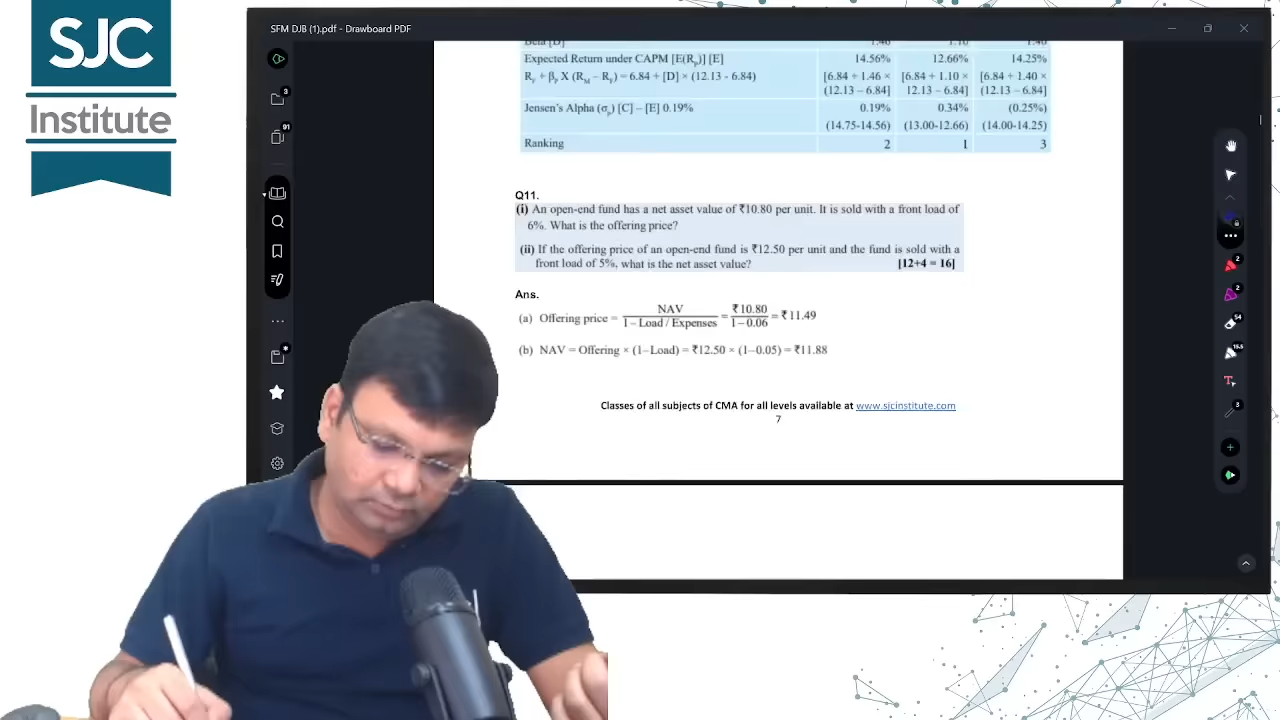 SJC
Institute
SFM DJB (1).pdf - Drawboard PDF
Beta [D] 1.46 1.10 1.40
Expected Return under CAPM [E(Rp)] [E] 14.56% 12.66% 14.25%
RF + βP X (RM – RF) = 6.84 + [D] × (12.13 - 6.84) [6.84 + 1.46 × [6.84 + 1.10 × [6.84 + 1.40 ×
(12.13 – 6.84] 12.13 – 6.84] (12.13 – 6.84]
Jensen's Alpha (σp) [C] – [E] 0.19% 0.19% 0.34% (0.25%)
(14.75-14.56) (13.00-12.66) (14.00-14.25)
Ranking 2 1 3
Q11.
(i) An open-end fund has a net asset value of ₹10.80 per unit. It is sold with a front load of
6%. What is the offering price?
(ii) If the offering price of an open-end fund is ₹12.50 per unit and the fund is sold with a
front load of 5%, what is the net asset value? [12+4 = 16]
Ans.
(a) Offering price = NAV / 1 – Load / Expenses = ₹10.80 / 1 – 0.06 = ₹11.49
(b) NAV = Offering × (1–Load) = ₹12.50 × (1–0.05) = ₹11.88
Classes of all subjects of CMA for all levels available at www.sjcinstitute.com
7